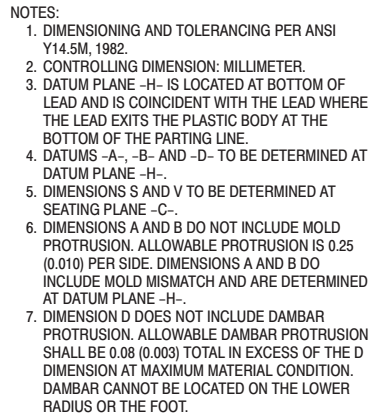 NOTES:
1. DIMENSIONING AND TOLERANCING PER ANSI
Y14.5M, 1982.
2. CONTROLLING DIMENSION: MILLIMETER.
3. DATUM PLANE –H– IS LOCATED AT BOTTOM OF
LEAD AND IS COINCIDENT WITH THE LEAD WHERE
THE LEAD EXITS THE PLASTIC BODY AT THE
BOTTOM OF THE PARTING LINE.
4. DATUMS –A–, –B– AND –D– TO BE DETERMINED AT
DATUM PLANE –H–.
5. DIMENSIONS S AND V TO BE DETERMINED AT
SEATING PLANE –C–.
6. DIMENSIONS A AND B DO NOT INCLUDE MOLD
PROTRUSION. ALLOWABLE PROTRUSION IS 0.25
(0.010) PER SIDE. DIMENSIONS A AND B DO
INCLUDE MOLD MISMATCH AND ARE DETERMINED
AT DATUM PLANE –H–.
7. DIMENSION D DOES NOT INCLUDE DAMBAR
PROTRUSION. ALLOWABLE DAMBAR PROTRUSION
SHALL BE 0.08 (0.003) TOTAL IN EXCESS OF THE D
DIMENSION AT MAXIMUM MATERIAL CONDITION.
DAMBAR CANNOT BE LOCATED ON THE LOWER
RADIUS OR THE FOOT.